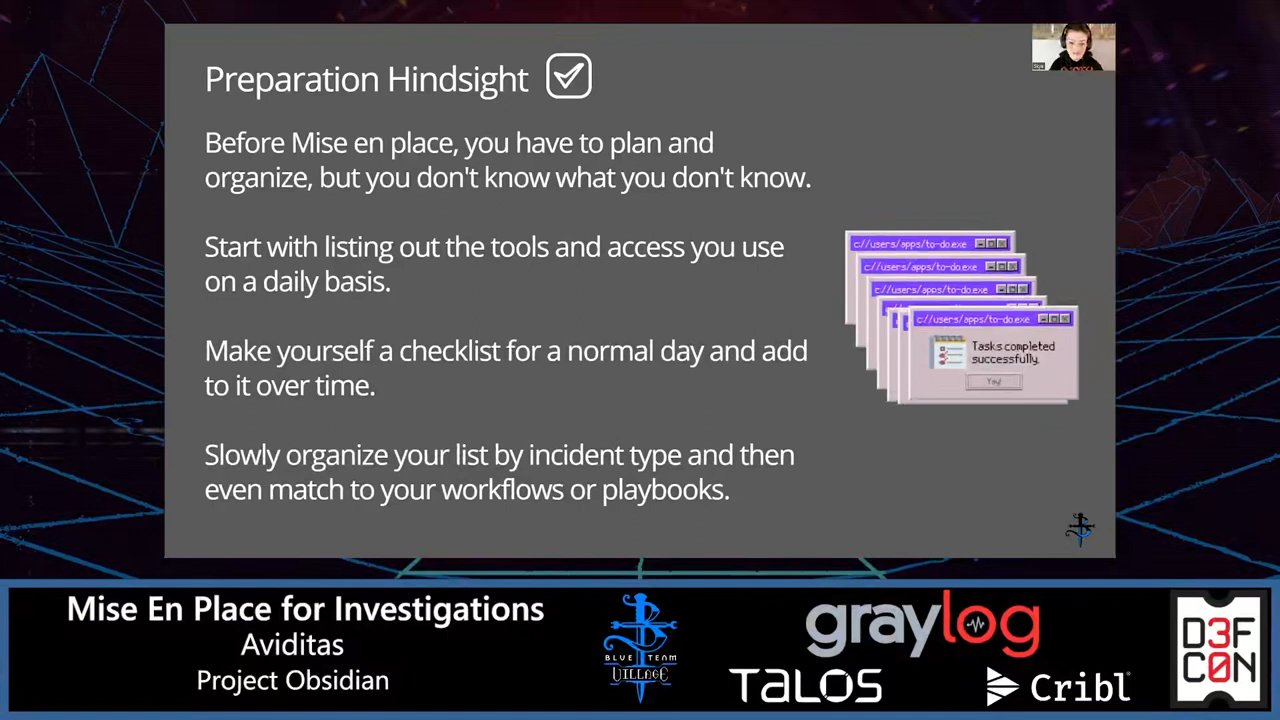 Preparation Hindsight
Before Mise en place, you have to plan and
organize, but you don't know what you don't know.
Start with listing out the tools and access you use
on a daily basis.
Make yourself a checklist for a normal day and add
to it over time.
Slowly organize your list by incident type and then
even match to your workflows or playbooks.
c://users/apps/to-do.exe
c://users/apps/to-do.exe
c://users/apps/to-do.exe
c://users/apps/to-do.exe
Tasks completed
successfully.
Yay!
Mise En Place for Investigations
Aviditas
Project Obsidian
BLUE TEAM
VILLAGE
graylog
TALOS
Cribl
D3F
C0N